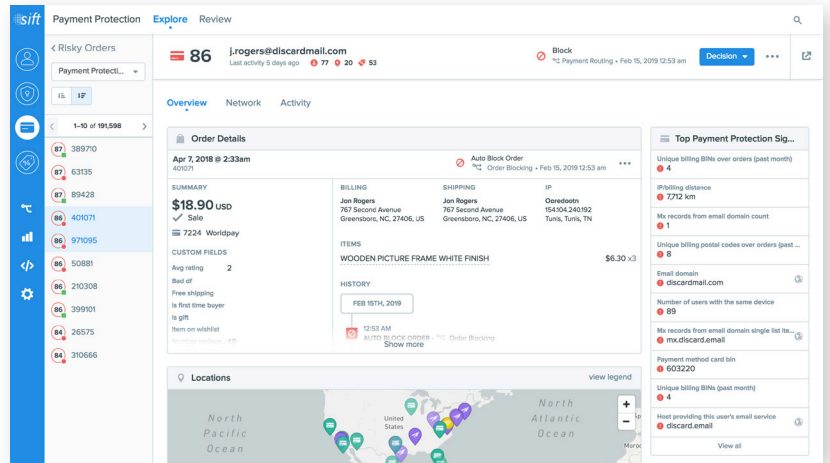 sift
Payment Protection Explore Review
Risky Orders
Payment Protecti...
1–10 of 191,598
87 389710
87 63135
87 89428
86 401071
86 971095
86 50881
86 210308
86 399101
84 26575
84 310666
86 j.rogers@discardmail.com
Last activity 5 days ago 77 20 53
Block
Payment Routing • Feb 15, 2019 12:53 am
Decision
Overview Network Activity
Order Details
Apr 7, 2018 @ 2:33am
401071
Auto Block Order
Order Blocking • Feb 15, 2019 12:53 am
SUMMARY
$18.90 USD
Sale
7224 Worldpay
CUSTOM FIELDS
Avg rating 2
Bad df
Free shipping
Is first time buyer
Is gift
Item on wishlist
BILLING
Jon Rogers
767 Second Avenue
Greensboro, NC, 27406, US
SHIPPING
Jon Rogers
767 Second Avenue
Greensboro, NC, 27406, US
IP
Ooredootn
154.104.240.192
Tunis, Tunis, TN
ITEMS
WOODEN PICTURE FRAME WHITE FINISH $6.30 x3
HISTORY
FEB 15TH, 2019
12:53 AM
AUTO BLOCK ORDER - Order Blocking
Show more
Locations view legend
North Pacific Ocean
United States
North Atlantic Ocean
+
−
Top Payment Protection Sig...
Unique billing BINs over orders (past month)
4
IP/billing distance
7,712 km
Mx records from email domain count
1
Unique billing postal codes over orders (past ...
8
Email domain
discardmail.com
Number of users with the same device
89
Mx records from email domain single list ite...
mx.discard.email
Payment method card bin
603220
Unique billing BINs (past month)
4
Host providing this user's email service
discard.email
View all